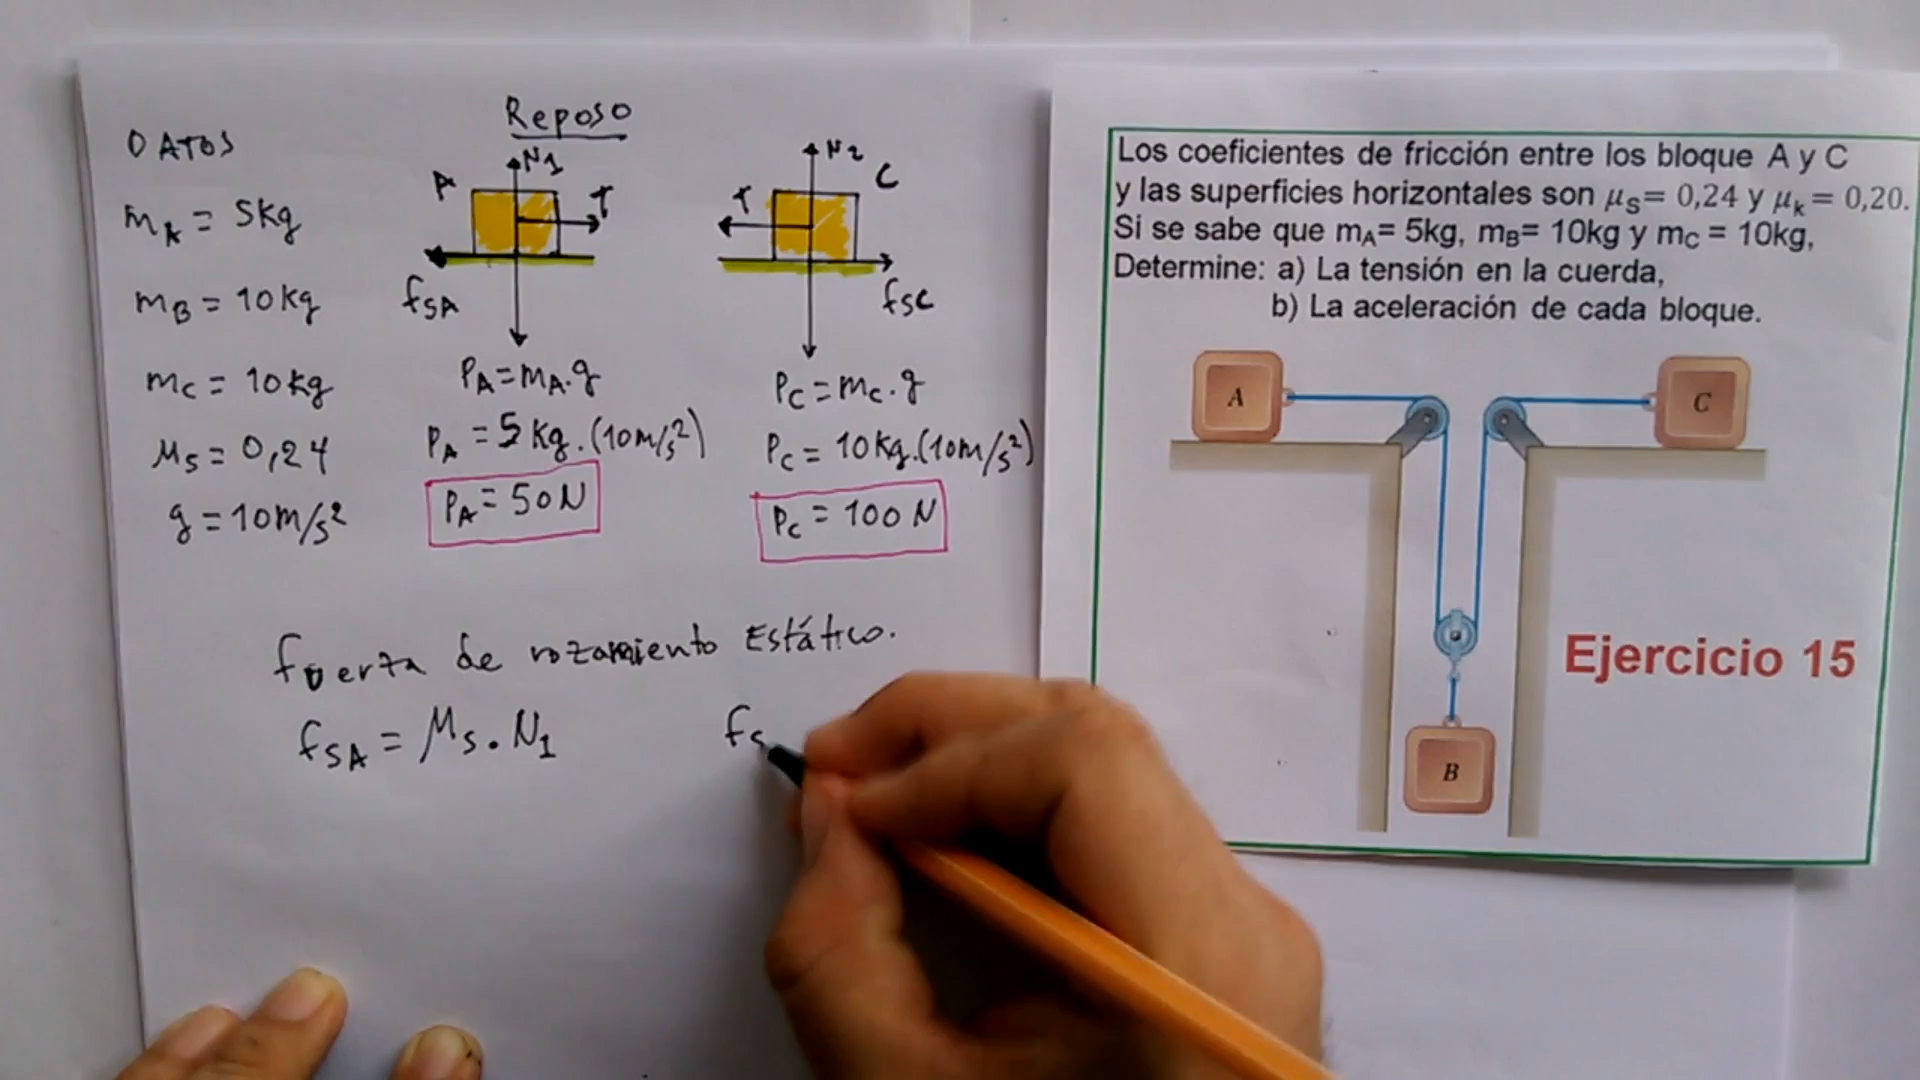 DATOS
mA = 5kg
mB = 10kg
mC = 10kg
μs = 0,24
g = 10m/s²
Reposo
A
N1
T
fSA
PA = mA.g
PA = 5 kg.(10m/s²)
PA = 50N
N2
C
T
fSC
PC = mC.g
PC = 10kg.(10m/s²)
PC = 100 N
fuerza de rozamiento Estático.
fSA = μs.N1
fS
Los coeficientes de fricción entre los bloque A y C
y las superficies horizontales son μS= 0,24 y μk = 0,20.
Si se sabe que mA= 5kg, mB= 10kg y mC = 10kg,
Determine: a) La tensión en la cuerda,
b) La aceleración de cada bloque.
A
C
B
Ejercicio 15